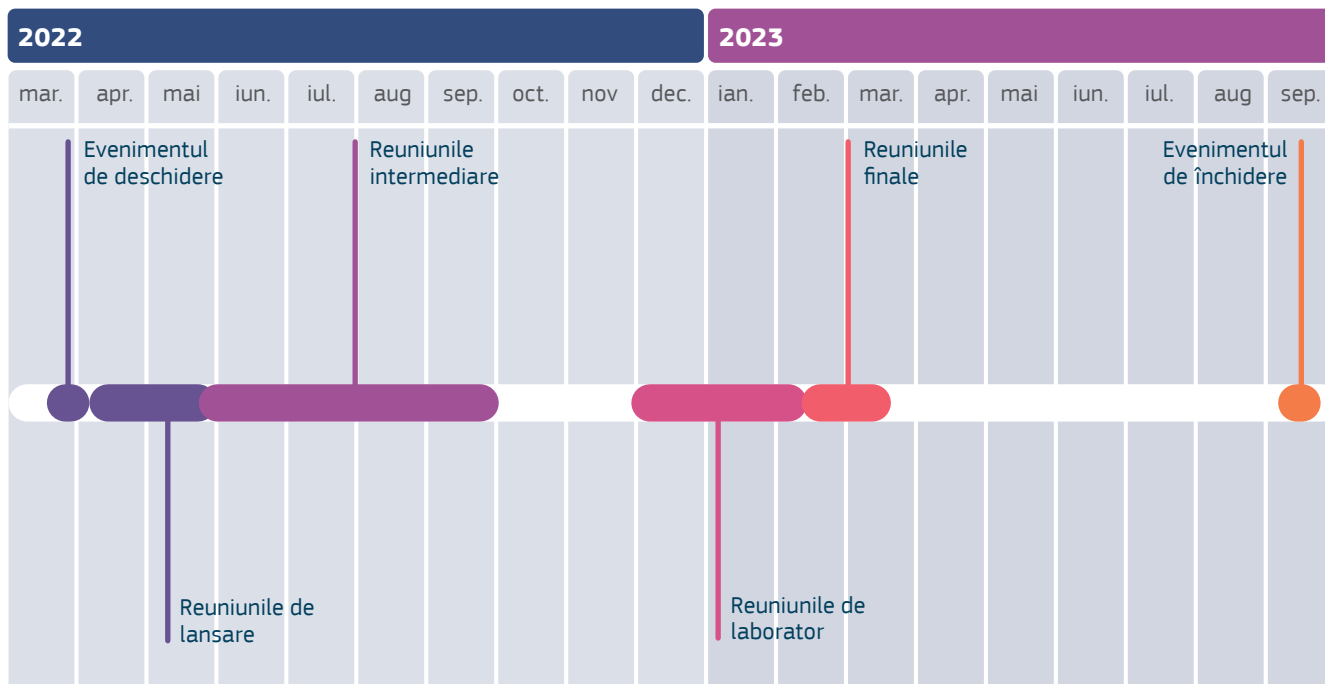 2022
2023
mar. apr. mai iun. iul. aug sep. oct. nov dec. ian. feb. mar. apr. mai iun. iul. aug sep.
Evenimentul
de deschidere
Reuniunile
intermediare
Reuniunile
finale
Evenimentul
de închidere
Reuniunile de
lansare
Reuniunile de
laborator